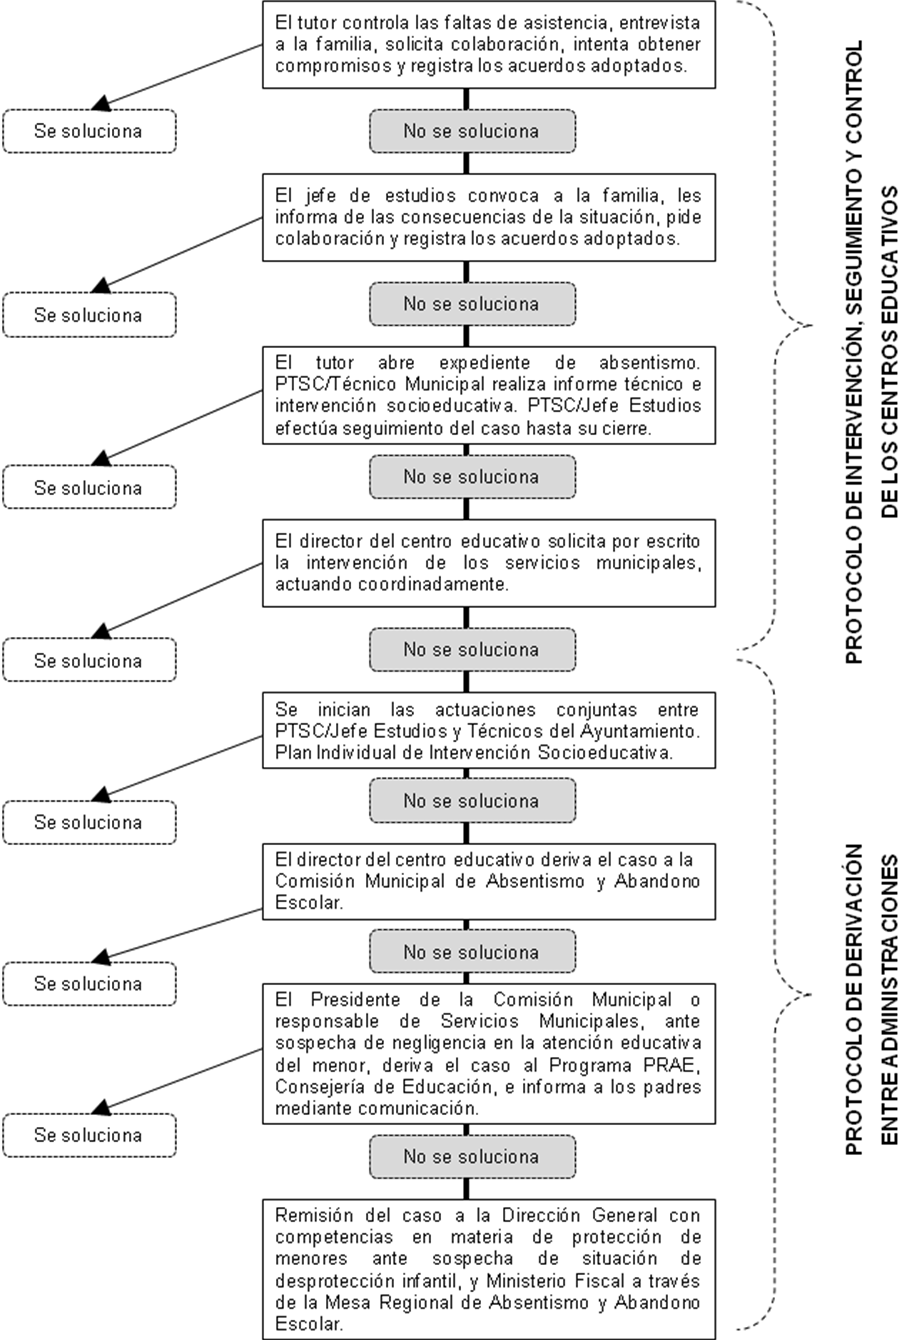 El tutor controla las faltas de asistencia, entrevista
a la familia, solicita colaboración, intenta obtener
compromisos y registra los acuerdos adoptados.
Se soluciona
No se soluciona
El jefe de estudios convoca a la familia, les
informa de las consecuencias de la situación, pide
colaboración y registra los acuerdos adoptados.
Se soluciona
No se soluciona
El tutor abre expediente de absentismo.
PTSC/Técnico Municipal realiza informe técnico e
intervención socioeducativa. PTSC/Jefe Estudios
efectúa seguimiento del caso hasta su cierre.
Se soluciona
No se soluciona
El director del centro educativo solicita por escrito
la intervención de los servicios municipales,
actuando coordinadamente.
Se soluciona
No se soluciona
PROTOCOLO DE INTERVENCIÓN, SEGUIMIENTO Y CONTROL
DE LOS CENTROS EDUCATIVOS
Se inician las actuaciones conjuntas entre
PTSC/Jefe Estudios y Técnicos del Ayuntamiento.
Plan Individual de Intervención Socioeducativa.
Se soluciona
No se soluciona
El director del centro educativo deriva el caso a la
Comisión Municipal de Absentismo y Abandono
Escolar.
Se soluciona
No se soluciona
El Presidente de la Comisión Municipal o
responsable de Servicios Municipales, ante
sospecha de negligencia en la atención educativa
del menor, deriva el caso al Programa PRAE,
Consejería de Educación, e informa a los padres
mediante comunicación.
Se soluciona
No se soluciona
Remisión del caso a la Dirección General con
competencias en materia de protección de
menores ante sospecha de situación de
desprotección infantil, y Ministerio Fiscal a través
de la Mesa Regional de Absentismo y Abandono
Escolar.
PROTOCOLO DE DERIVACIÓN
ENTRE ADMINISTRACIONES